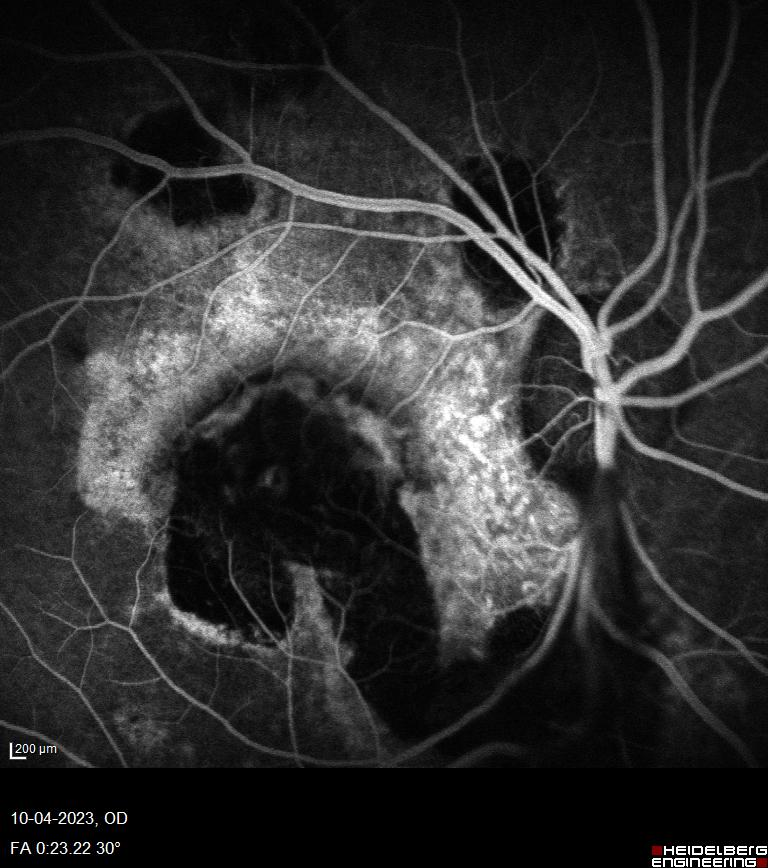 200 µm
10-04-2023, OD
FA 0:23.22 30°
HEIDELBERG
ENGINEERING